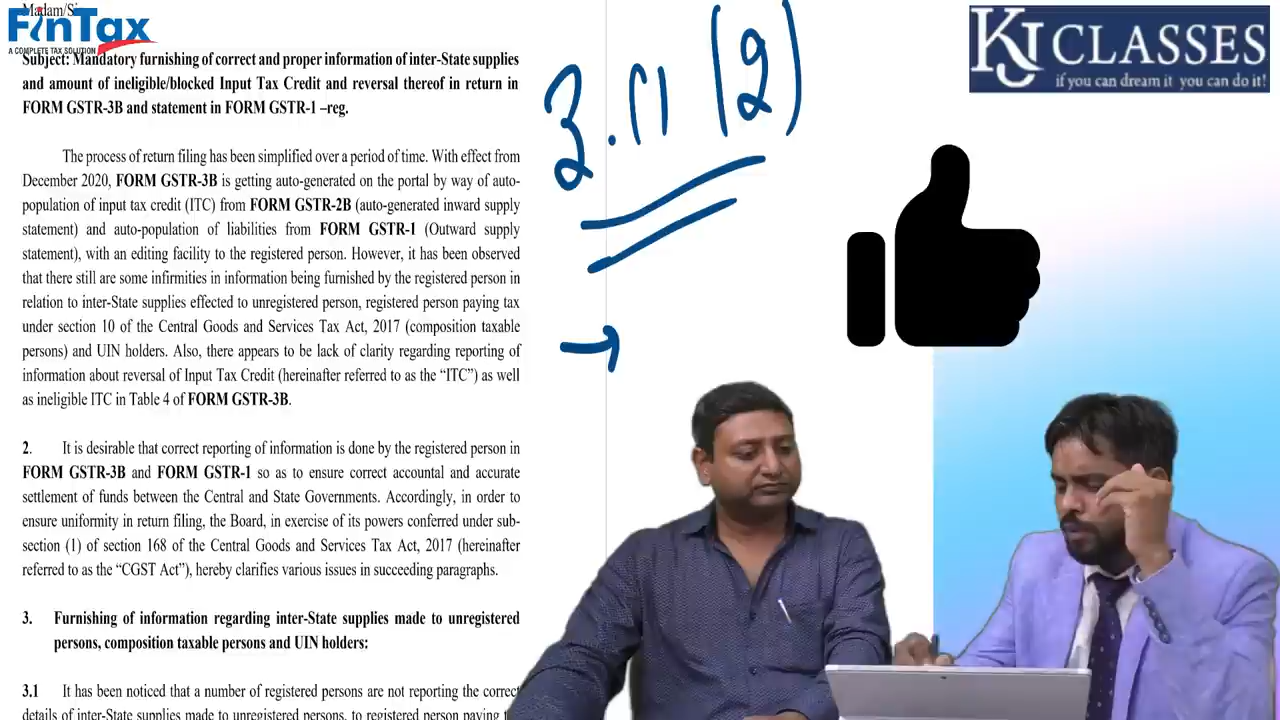 Madam/Si
FinTax
A COMPLETE TAX SOLUTION
Subject: Mandatory furnishing of correct and proper information of inter-State supplies
and amount of ineligible/blocked Input Tax Credit and reversal thereof in return in
FORM GSTR-3B and statement in FORM GSTR-1 –reg.
The process of return filing has been simplified over a period of time. With effect from
December 2020, FORM GSTR-3B is getting auto-generated on the portal by way of auto-
population of input tax credit (ITC) from FORM GSTR-2B (auto-generated inward supply
statement) and auto-population of liabilities from FORM GSTR-1 (Outward supply
statement), with an editing facility to the registered person. However, it has been observed
that there still are some infirmities in information being furnished by the registered person in
relation to inter-State supplies effected to unregistered person, registered person paying tax
under section 10 of the Central Goods and Services Tax Act, 2017 (composition taxable
persons) and UIN holders. Also, there appears to be lack of clarity regarding reporting of
information about reversal of Input Tax Credit (hereinafter referred to as the “ITC”) as well
as ineligible ITC in Table 4 of FORM GSTR-3B.
2. It is desirable that correct reporting of information is done by the registered person in
FORM GSTR-3B and FORM GSTR-1 so as to ensure correct accountal and accurate
settlement of funds between the Central and State Governments. Accordingly, in order to
ensure uniformity in return filing, the Board, in exercise of its powers conferred under sub-
section (1) of section 168 of the Central Goods and Services Tax Act, 2017 (hereinafter
referred to as the “CGST Act”), hereby clarifies various issues in succeeding paragraphs.
3. Furnishing of information regarding inter-State supplies made to unregistered
persons, composition taxable persons and UIN holders:
3.1 It has been noticed that a number of registered persons are not reporting the correct
details of inter-State supplies made to unregistered persons, to registered person paying
KJ CLASSES
if you can dream it you can do it!